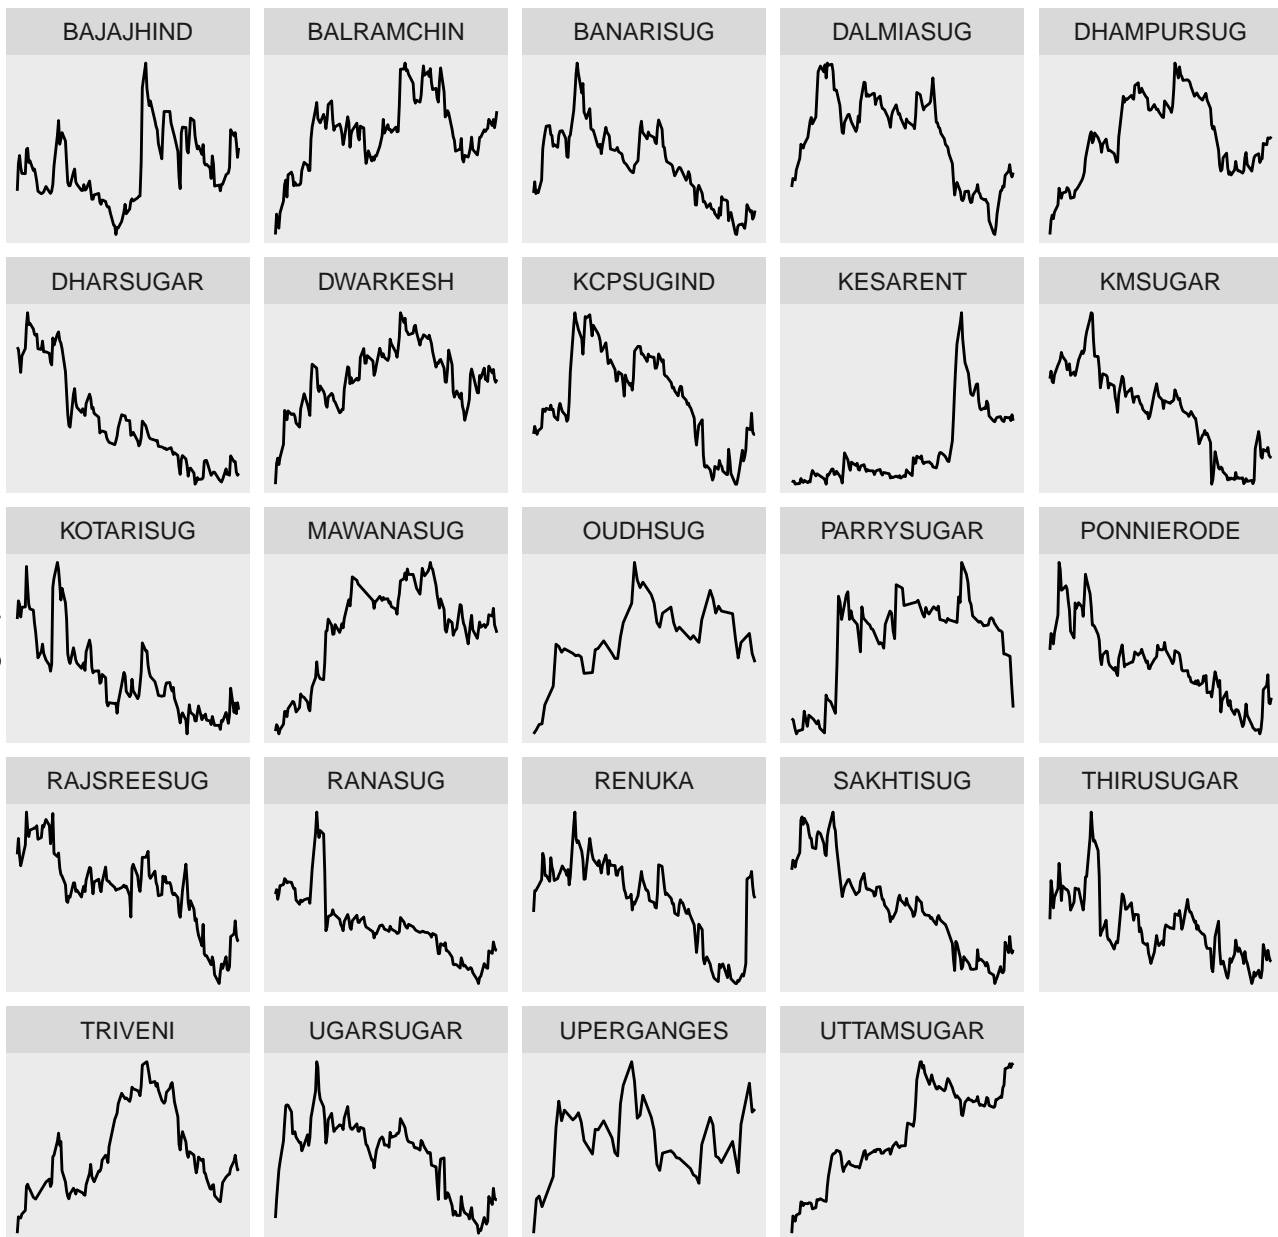 BAJAJHIND
BALRAMCHIN
BANARISUG
DALMIASUG
DHAMPURSUG
DHARSUGAR
DWARKESH
KCPSUGIND
KESARENT
KMSUGAR
KOTARISUG
MAWANASUG
OUDHSUG
PARRYSUGAR
PONNIERODE
RAJSREESUG
RANASUG
RENUKA
SAKHTISUG
THIRUSUGAR
TRIVENI
UGARSUGAR
UPERGANGES
UTTAMSUGAR